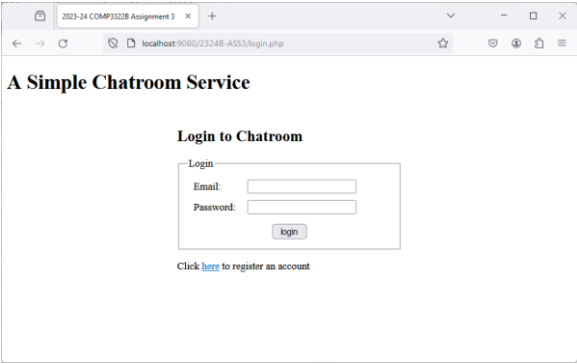 2023-24 COMP3322B Assignment 3
localhost:9080/2324B-ASS3/login.php
A Simple Chatroom Service
Login to Chatroom
Login
Email:
Password:
login
Click here to register an account